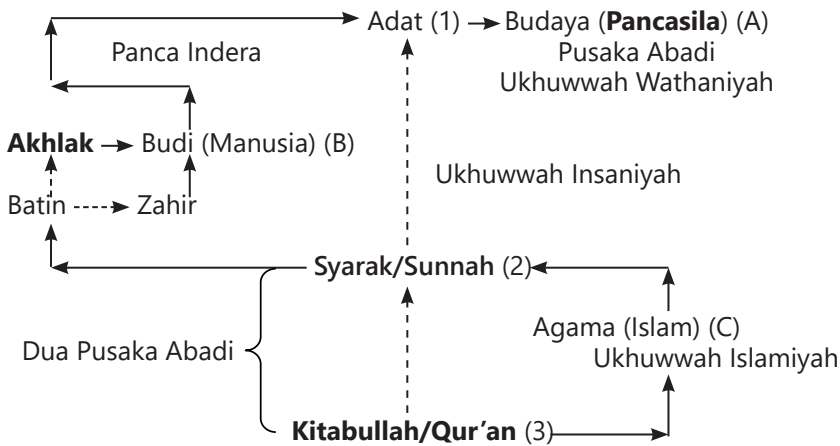 Adat (1) Budaya (Pancasila) (A)
Panca Indera
Pusaka Abadi
Ukhuwwah Wathaniyah
Akhlak Budi (Manusia) (B)
Ukhuwwah Insaniyah
Batin Zahir
Syarak/Sunnah (2)
Agama (Islam) (C)
Dua Pusaka Abadi
Ukhuwwah Islamiyah
Kitabullah/Qur’an (3)